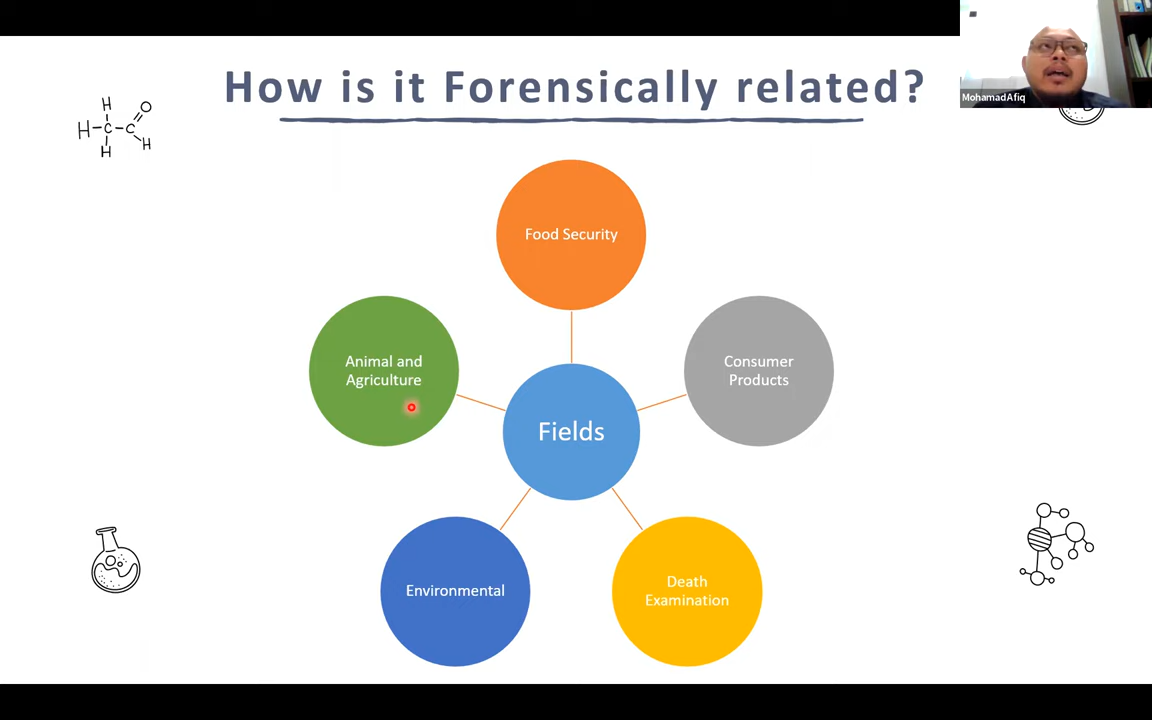 How is it Forensically related?
MohamadAfiq
H
O
H
C
C
H
H
Food Security
Animal and
Agriculture
Consumer
Products
Fields
Environmental
Death
Examination